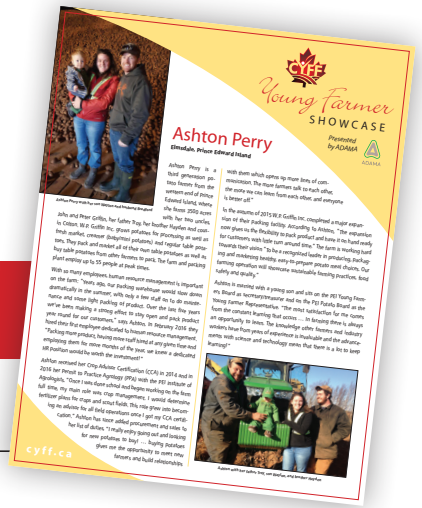 CYFF
Young Farmer
SHOWCASE
Presented
by ADAMA
ADAMA
Ashton Perry
Elmsdale, Prince Edward Island
Ashton Perry is a
third generation po-
tato farmer from the
western end of Prince
Edward Island, where
she farms 2500 acres
with her two uncles,
John and Peter Griffin, her father Troy, her brother Hayden And cous-
in Colton. W.P. Griffin Inc. grows potatoes for processing as well as
fresh market, creamer (baby/mini potatoes) and regular table pota-
toes. They pack and market all of their own table potatoes as well as
buy table potatoes from other farmers to pack. The farm and packing
plant employ up to 55 people at peak times.
With so many employees, human resource management is important
on the farm; "Years ago, our packing warehouse would slow down
dramatically in the summer, with only a few staff on to do mainte-
nance and some light packing of product. Over the last few years
we've been making a strong effort to stay open and pack product
year round for our customers." says Ashton. In February 2016 they
hired their first employee dedicated to human resource management.
"Packing more product, having more staff hired at any given time and
employing them for more months of the year, we knew a dedicated
HR position would be worth the investment!"
Ashton received her Crop Advisor Certification (CCA) in 2014 and in
2016 her Permit to Practice Agrology (PPA) with the PEI Institute of
Agrologists. "Once I was done school and began working on the farm
full time, my main role was crop management, I would determine
fertilizer plans for crops and scout fields. This role grew into becom-
ing an advisor for all field operations once I got my CCA certifi-
cation." Ashton has since added procurement and sales to
her list of duties. "I really enjoy going out and looking
for new potatoes to buy! … buying potatoes
gives me the opportunity to meet new
farmers and build relationships
with them which opens up more lines of com-
munication. The more farmers talk to each other,
the more we can learn from each other, and everyone
is better off."
In the autumn of 2015 W.P. Griffin Inc. completed a major expan-
sion of their packing facility. According to Ashton, "the expansion
now gives us the flexibility to pack product and have it on hand ready
for customers with little turn around time." The farm is working hard
towards their vision: "to be a recognized leader in producing, packag-
ing and marketing healthy, easy-to-prepare potato meal choices. Our
farming operation will showcase sustainable farming practices, food
safety and quality."
Ashton is married with a young son and sits on the PEI Young Farm-
ers Board as secretary/treasurer and on the PEI Potato Board as the
Young Farmer Representative. "The most satisfaction for me comes
from the constant learning that occurs … in farming there is always
an opportunity to learn. The knowledge other farmers and industry
workers have from years of experience is invaluable and the advance-
ments with science and technology mean that there is a lot to keep
learning!"
cyff.ca